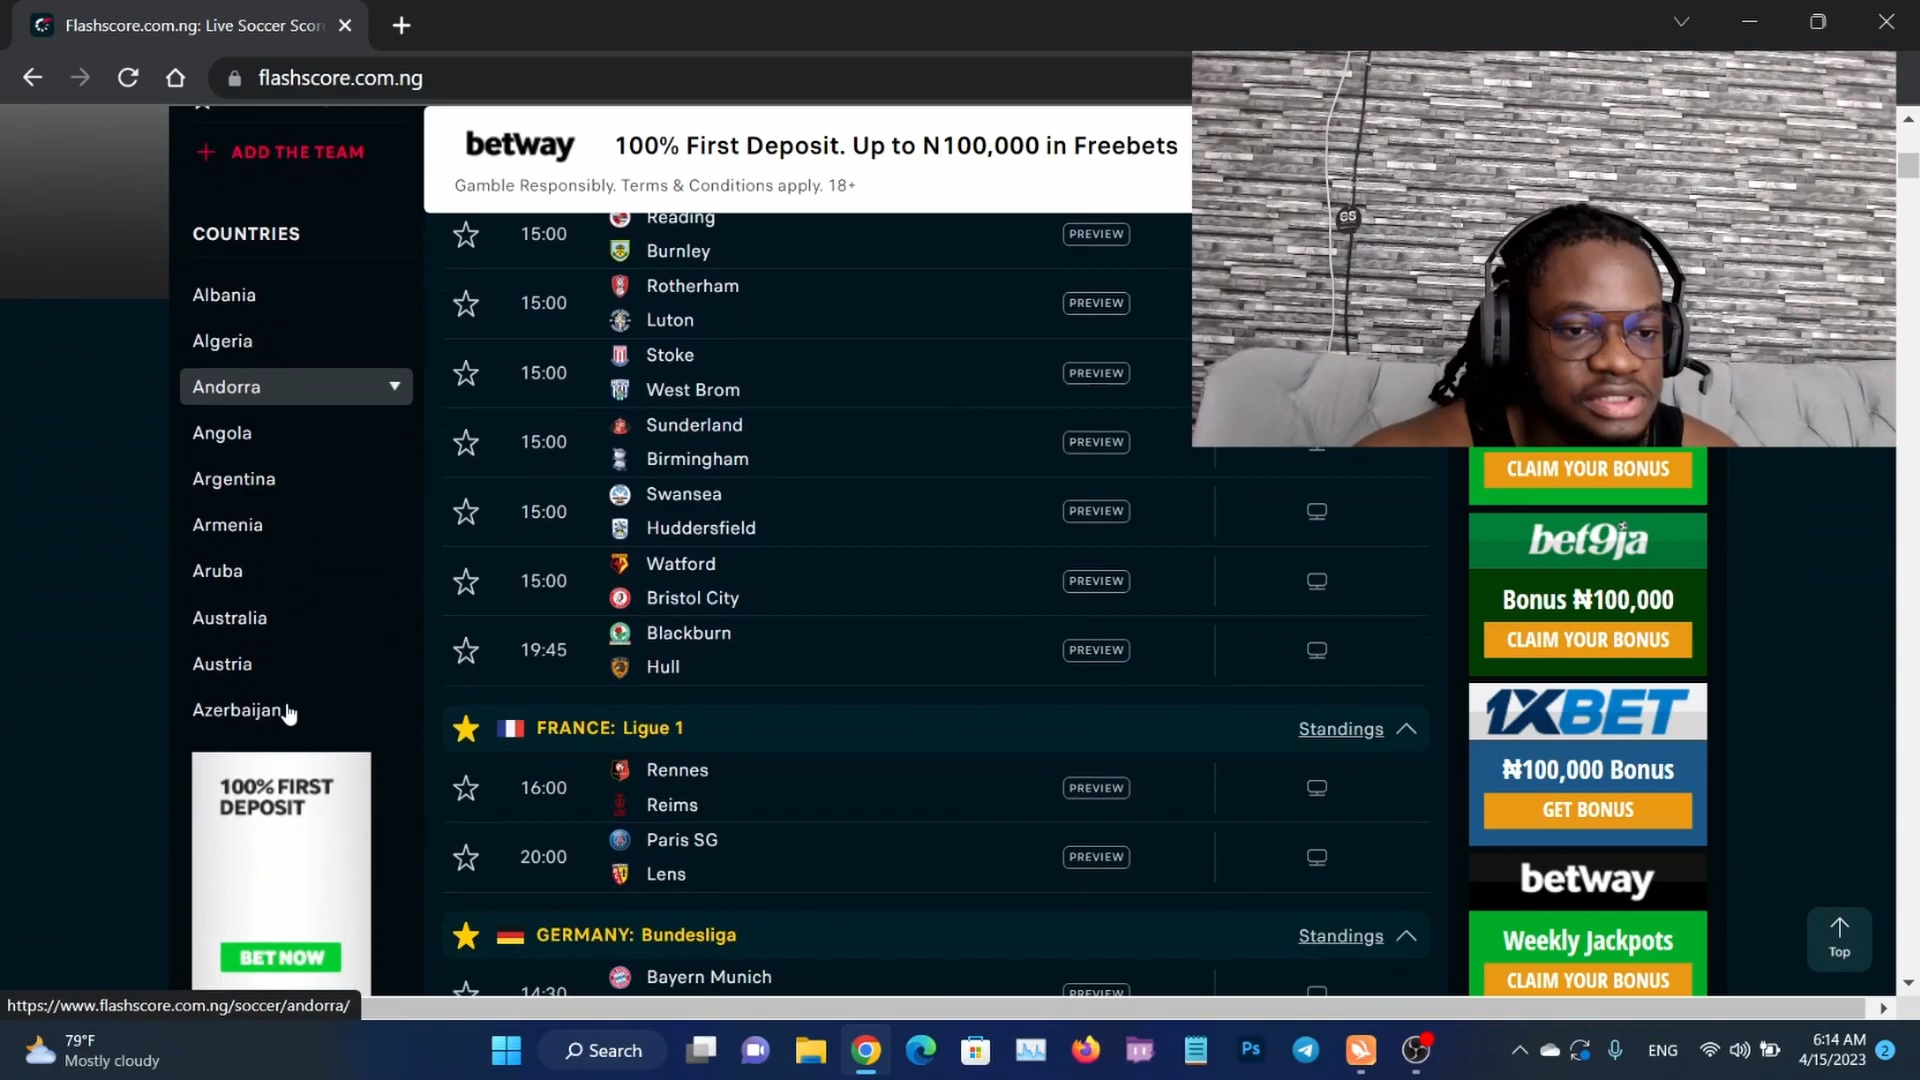 Flashscore.com.ng: Live Soccer Scor
flashscore.com.ng
ADD THE TEAM
COUNTRIES
Albania
Algeria
Andorra
Angola
Argentina
Armenia
Aruba
Australia
Austria
Azerbaijan
100% FIRST
DEPOSIT
BET NOW
https://www.flashscore.com.ng/soccer/andorra/
betway
100% First Deposit. Up to N100,000 in Freebets
Gamble Responsibly. Terms & Conditions apply. 18+
Reading
15:00 PREVIEW
Burnley
Rotherham
15:00 PREVIEW
Luton
Stoke
15:00 PREVIEW
West Brom
Sunderland
15:00 PREVIEW
Birmingham
Swansea
15:00 PREVIEW
Huddersfield
Watford
15:00 PREVIEW
Bristol City
Blackburn
19:45 PREVIEW
Hull
FRANCE: Ligue 1 Standings
Rennes
16:00 PREVIEW
Reims
Paris SG
20:00 PREVIEW
Lens
GERMANY: Bundesliga Standings
Bayern Munich
14:30 PREVIEW
CLAIM YOUR BONUS
bet9ja
Bonus ₦100,000
CLAIM YOUR BONUS
1XBET
₦100,000 Bonus
GET BONUS
betway
Weekly Jackpots
CLAIM YOUR BONUS
Top
GS
79°F
Mostly cloudy
Search
Ps
ENG
6:14 AM
4/15/2023
2